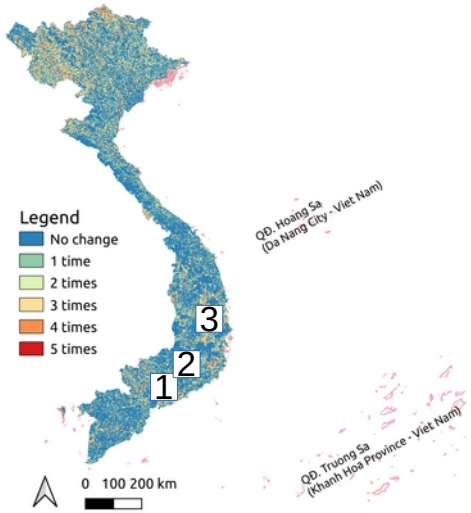 QĐ. Hoang Sa
(Da Nang City - Viet Nam)
Legend
No change
1 time
2 times
3 times
4 times
5 times
3
2
1
QĐ. Truong Sa
(Khanh Hoa Province - Viet Nam)
0 100 200 km